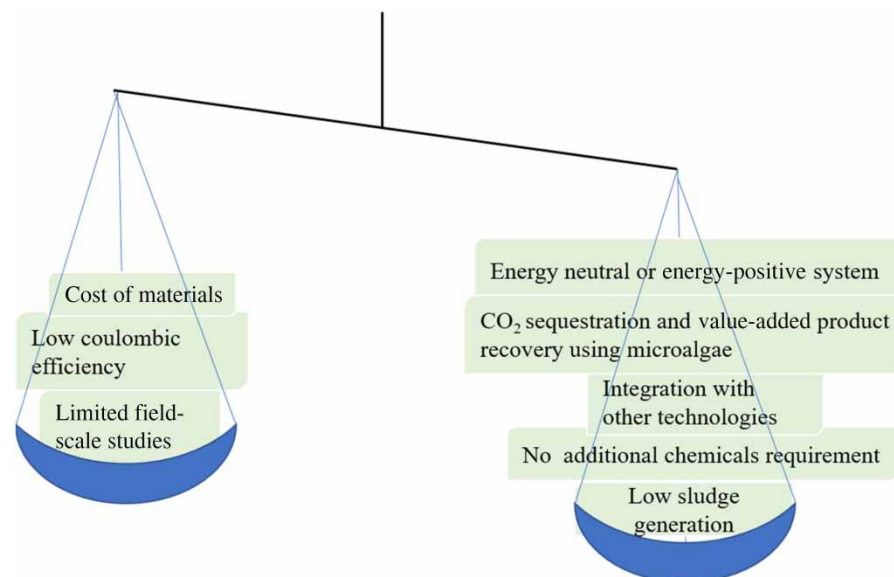 Cost of materials
Low coulombic
efficiency
Limited field-
scale studies
Energy neutral or energy-positive system
CO₂ sequestration and value-added product
recovery using microalgae
Integration with
other technologies
No additional chemicals requirement
Low sludge
generation